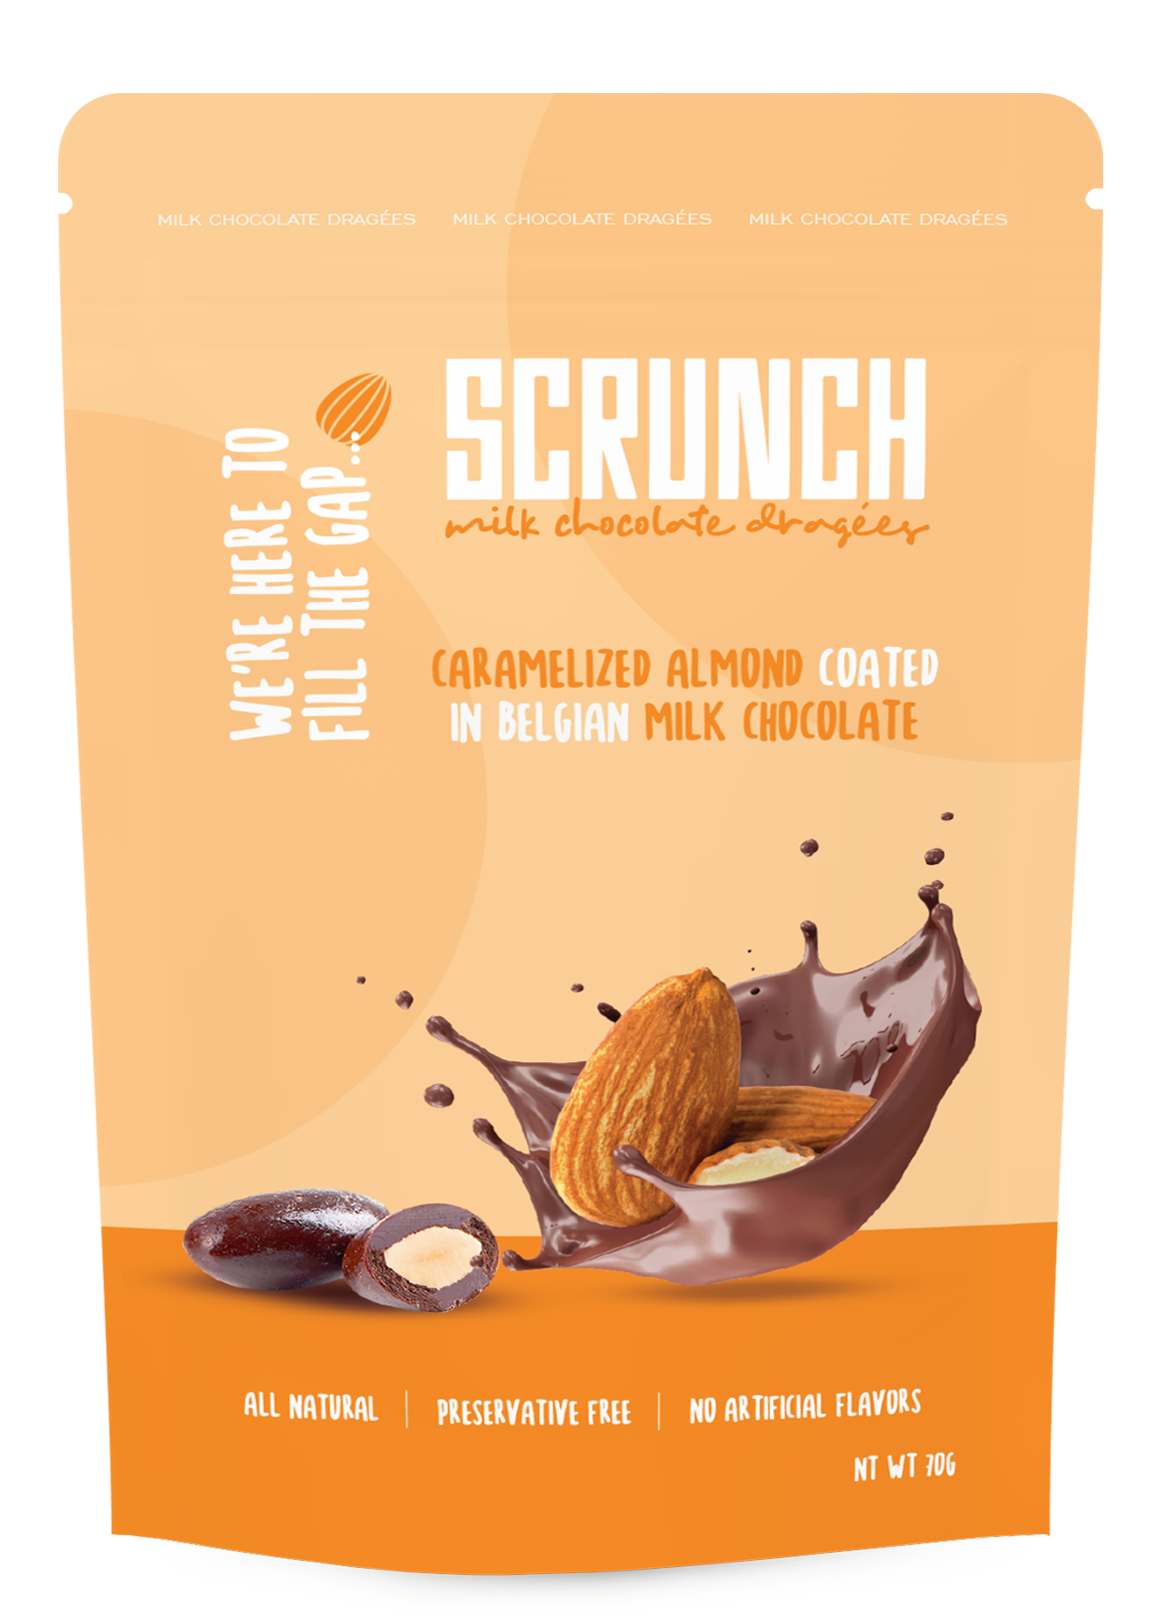 MILK CHOCOLATE DRAGÉES MILK CHOCOLATE DRAGÉES MILK CHOCOLATE DRAGÉES
WE'RE HERE TO
FILL THE GAP...
SCRUNCH
milk chocolate dragées
CARAMELIZED ALMOND COATED
IN BELGIAN MILK CHOCOLATE
ALL NATURAL | PRESERVATIVE FREE | NO ARTIFICIAL FLAVORS
NT WT 70G